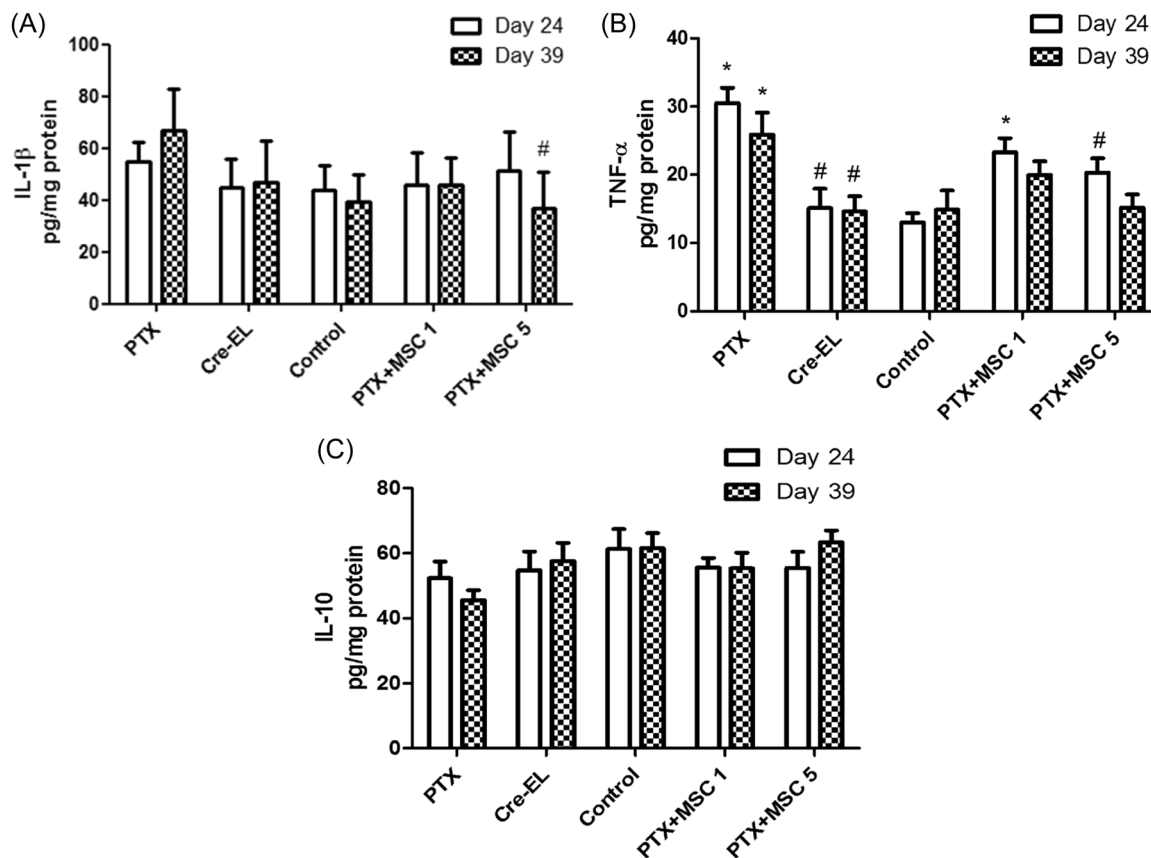 (A)
Day 24
Day 39
IL-1β
pg/mg protein
100
80
60
40
20
0
#
PTX
Cre-EL
Control
PTX+MSC 1
PTX+MSC 5
(B)
Day 24
Day 39
TNF-α
pg/mg protein
40
30
20
10
0
* * # # * #
PTX
Cre-EL
Control
PTX+MSC 1
PTX+MSC 5
(C)
Day 24
Day 39
IL-10
pg/mg protein
80
60
40
20
0
PTX
Cre-EL
Control
PTX+MSC 1
PTX+MSC 5